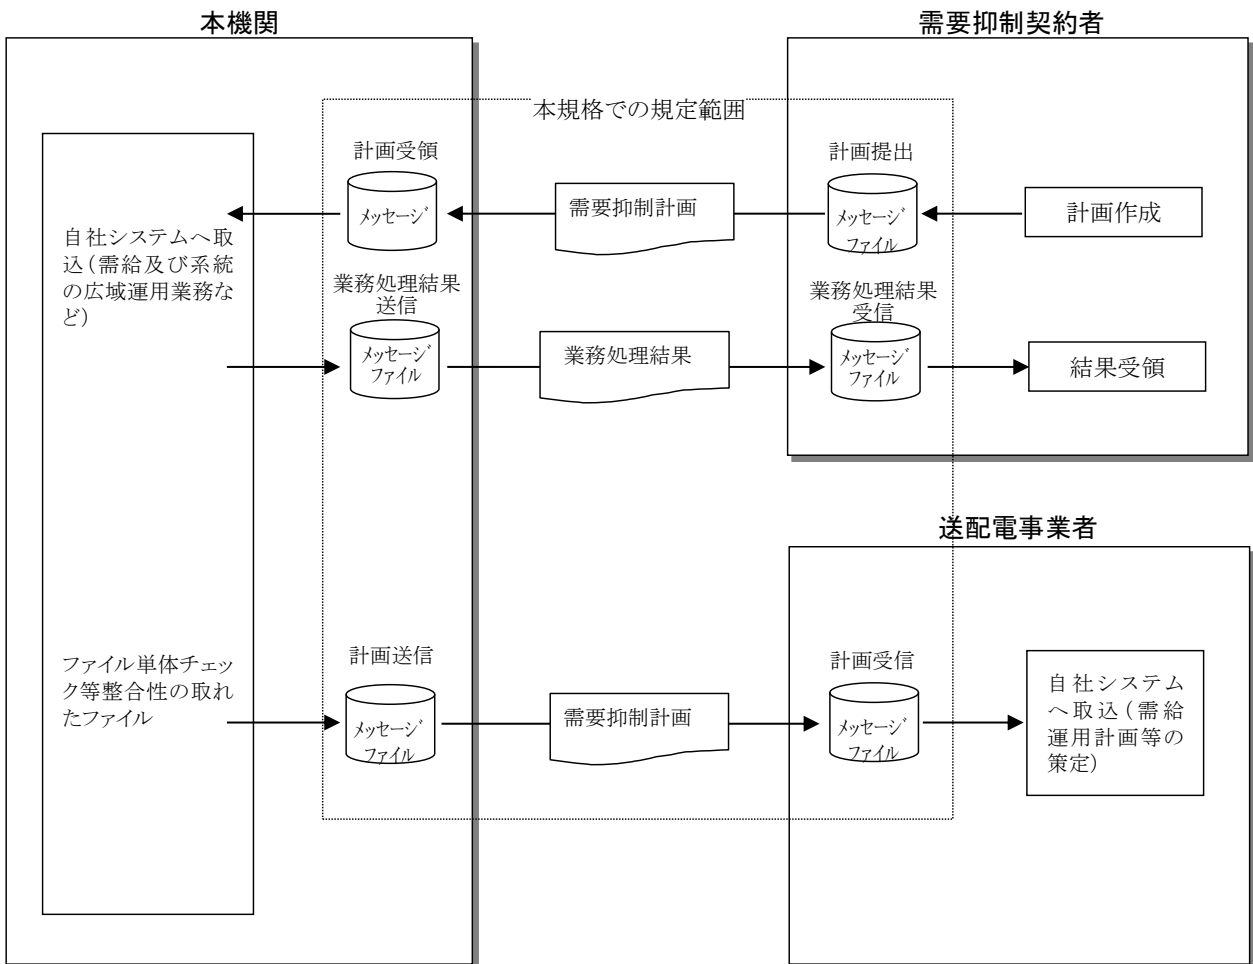 本機関
需要抑制契約者
本規格での規定範囲
計画受領
メッセージ
需要抑制計画
計画提出
メッセージ
ファイル
計画作成
自社システムへ取
込(需給及び系統
の広域運用業務な
ど)
業務処理結果
送信
メッセージ
ファイル
業務処理結果
業務処理結果
受信
メッセージ
ファイル
結果受領
送配電事業者
ファイル単体チェッ
ク等整合性の取れ
たファイル
計画送信
メッセージ
ファイル
需要抑制計画
計画受信
メッセージ
ファイル
自社システム
へ取込(需給
運用計画等の
策定)